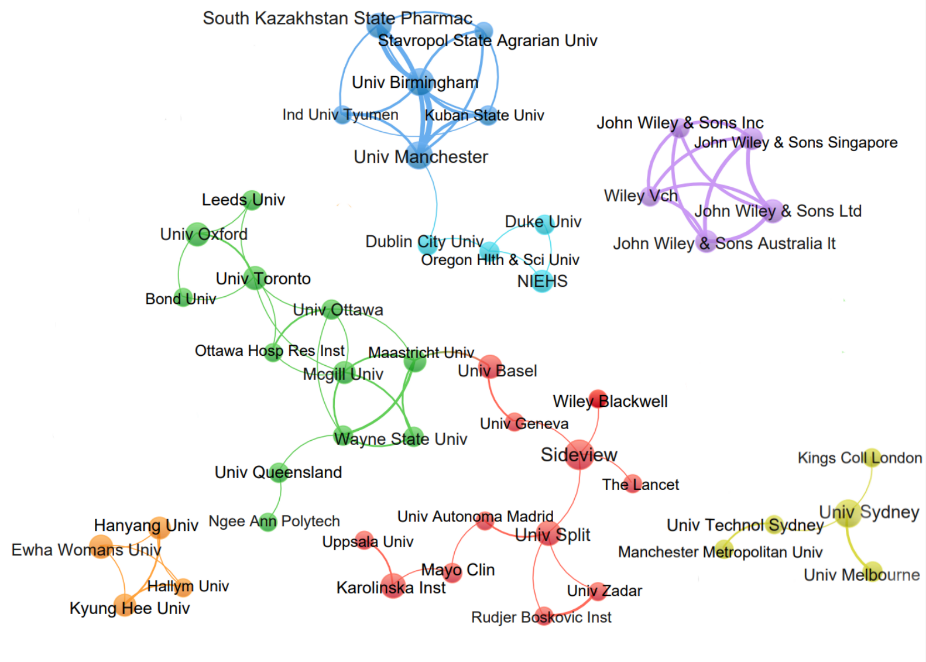 South Kazakhstan State Pharmac
Stavropol State Agrarian Univ
Univ Birmingham
Ind Univ Tyumen
Kuban State Univ
Univ Manchester
John Wiley & Sons Inc
John Wiley & Sons Singapore
Wiley Vch
John Wiley & Sons Ltd
John Wiley & Sons Australia lt
Leeds Univ
Univ Oxford
Duke Univ
Dublin City Univ
Oregon Hlth & Sci Univ
NIEHS
Univ Toronto
Bond Univ
Univ Ottawa
Ottawa Hosp Res Inst
Maastricht Univ
Mcgill Univ
Univ Basel
Wiley Blackwell
Univ Geneva
Wayne State Univ
Sideview
Kings Coll London
Univ Queensland
The Lancet
Univ Sydney
Ngee Ann Polytech
Univ Autonoma Madrid
Univ Technol Sydney
Hanyang Univ
Uppsala Univ
Univ Split
Ewha Womans Univ
Manchester Metropolitan Univ
Mayo Clin
Univ Melbourne
Hallym Univ
Karolinska Inst
Univ Zadar
Kyung Hee Univ
Rudjer Boskovic Inst